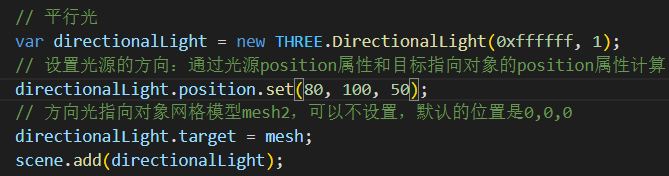 // 平行光
var directionalLight = new THREE.DirectionalLight(0xffffff, 1);
// 设置光源的方向：通过光源position属性和目标指向对象的position属性计算
directionalLight.position.set(80, 100, 50);
// 方向光指向对象网格模型mesh2，可以不设置，默认的位置是0,0,0
directionalLight.target = mesh;
scene.add(directionalLight);